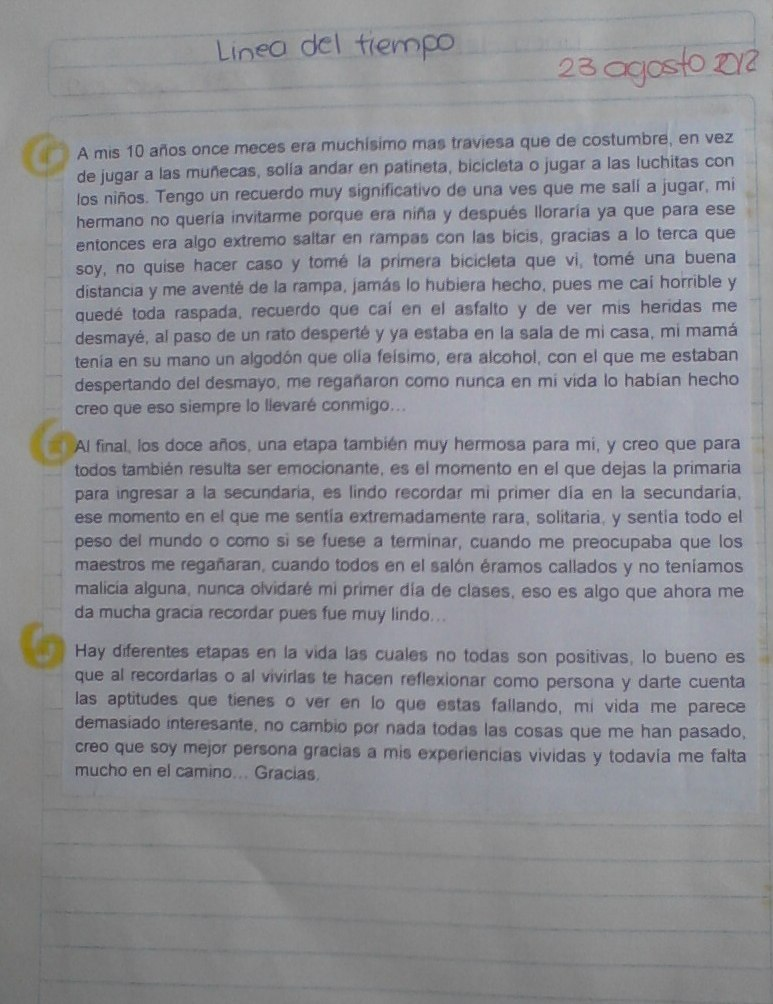 Linea del tiempo
23 agosto 2012
A mis 10 años once meces era muchísimo mas traviesa que de costumbre, en vez
de jugar a las muñecas, solía andar en patineta, bicicleta o jugar a las luchitas con
los niños. Tengo un recuerdo muy significativo de una ves que me salí a jugar, mi
hermano no quería invitarme porque era niña y después lloraría ya que para ese
entonces era algo extremo saltar en rampas con las bicis, gracias a lo terca que
soy, no quise hacer caso y tomé la primera bicicleta que vi, tomé una buena
distancia y me aventé de la rampa, jamás lo hubiera hecho, pues me caí horrible y
quedé toda raspada, recuerdo que caí en el asfalto y de ver mis heridas me
desmayé, al paso de un rato desperté y ya estaba en la sala de mi casa, mi mamá
tenía en su mano un algodón que olía feísimo, era alcohol, con el que me estaban
despertando del desmayo, me regañaron como nunca en mi vida lo habían hecho
creo que eso siempre lo llevaré conmigo...
Al final, los doce años, una etapa también muy hermosa para mi, y creo que para
todos también resulta ser emocionante, es el momento en el que dejas la primaria
para ingresar a la secundaria, es lindo recordar mi primer día en la secundaria,
ese momento en el que me sentía extremadamente rara, solitaria, y sentía todo el
peso del mundo o como si se fuese a terminar, cuando me preocupaba que los
maestros me regañaran, cuando todos en el salón éramos callados y no teníamos
malicia alguna, nunca olvidaré mi primer día de clases, eso es algo que ahora me
da mucha gracia recordar pues fue muy lindo...
Hay diferentes etapas en la vida las cuales no todas son positivas, lo bueno es
que al recordarlas o al vivirlas te hacen reflexionar como persona y darte cuenta
las aptitudes que tienes o ver en lo que estas fallando, mi vida me parece
demasiado interesante, no cambio por nada todas las cosas que me han pasado,
creo que soy mejor persona gracias a mis experiencias vividas y todavía me falta
mucho en el camino... Gracias.